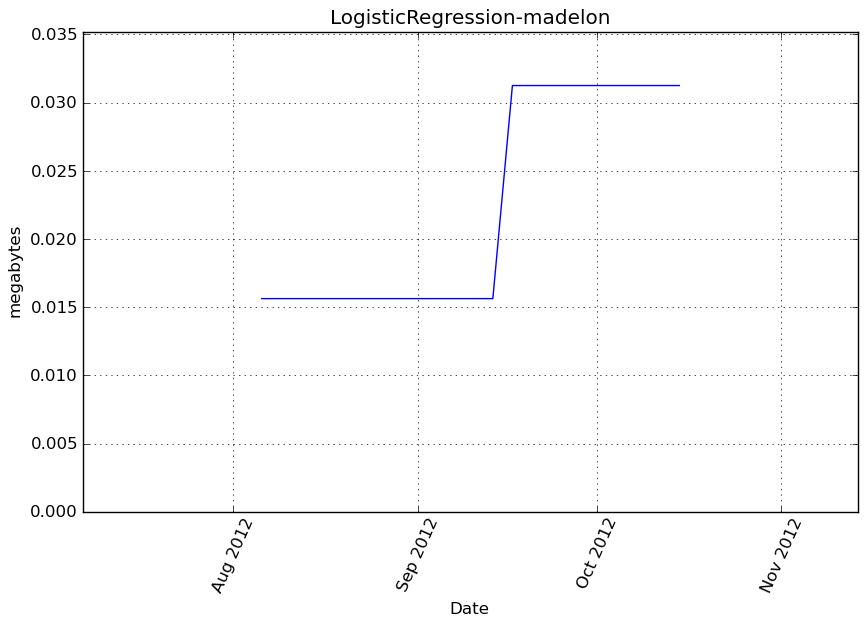 LogisticRegression-madelon
0.035
0.030
0.025
0.020
0.015
0.010
0.005
0.000
megabytes
Aug 2012
Sep 2012
Oct 2012
Nov 2012
Date